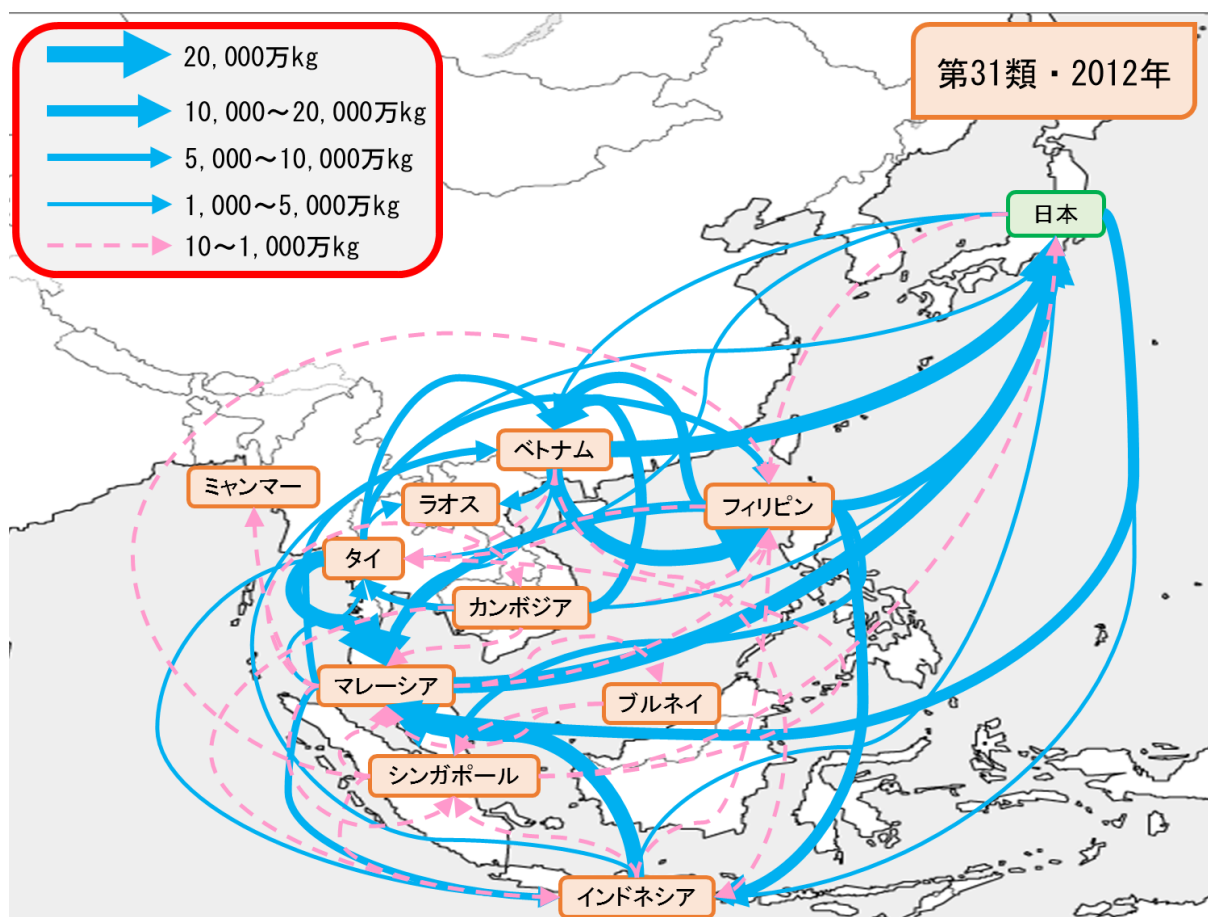 20,000万kg
10,000～20,000万kg
5,000～10,000万kg
1,000～5,000万kg
10～1,000万kg
第31類・2012年
日本
ベトナム
ミャンマー
ラオス
フィリピン
タイ
カンボジア
マレーシア
ブルネイ
シンガポール
インドネシア